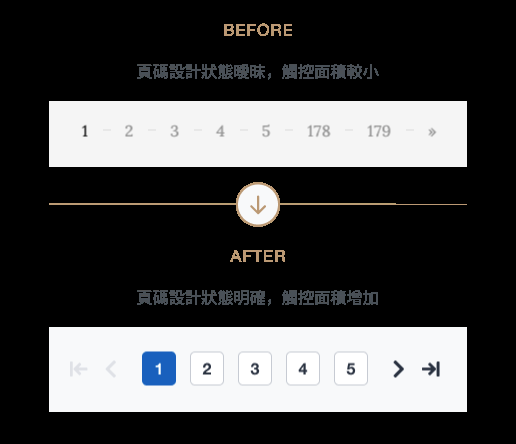 BEFORE
頁碼設計狀態曖昧，觸控面積較小
1 – 2 – 3 – 4 – 5 – 178 – 179 – »
AFTER
頁碼設計狀態明確，觸控面積增加
1 2 3 4 5